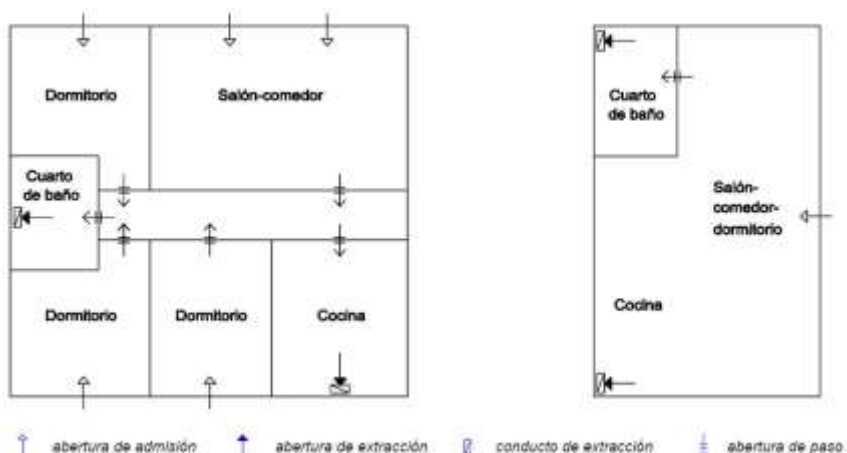 Dormitorio
Salón-comedor
Cuarto
de baño
Dormitorio
Dormitorio
Cocina
Cuarto
de baño
Salón-
comedor-
dormitorio
Cocina
abertura de admisión
abertura de extracción
conducto de extracción
abertura de paso